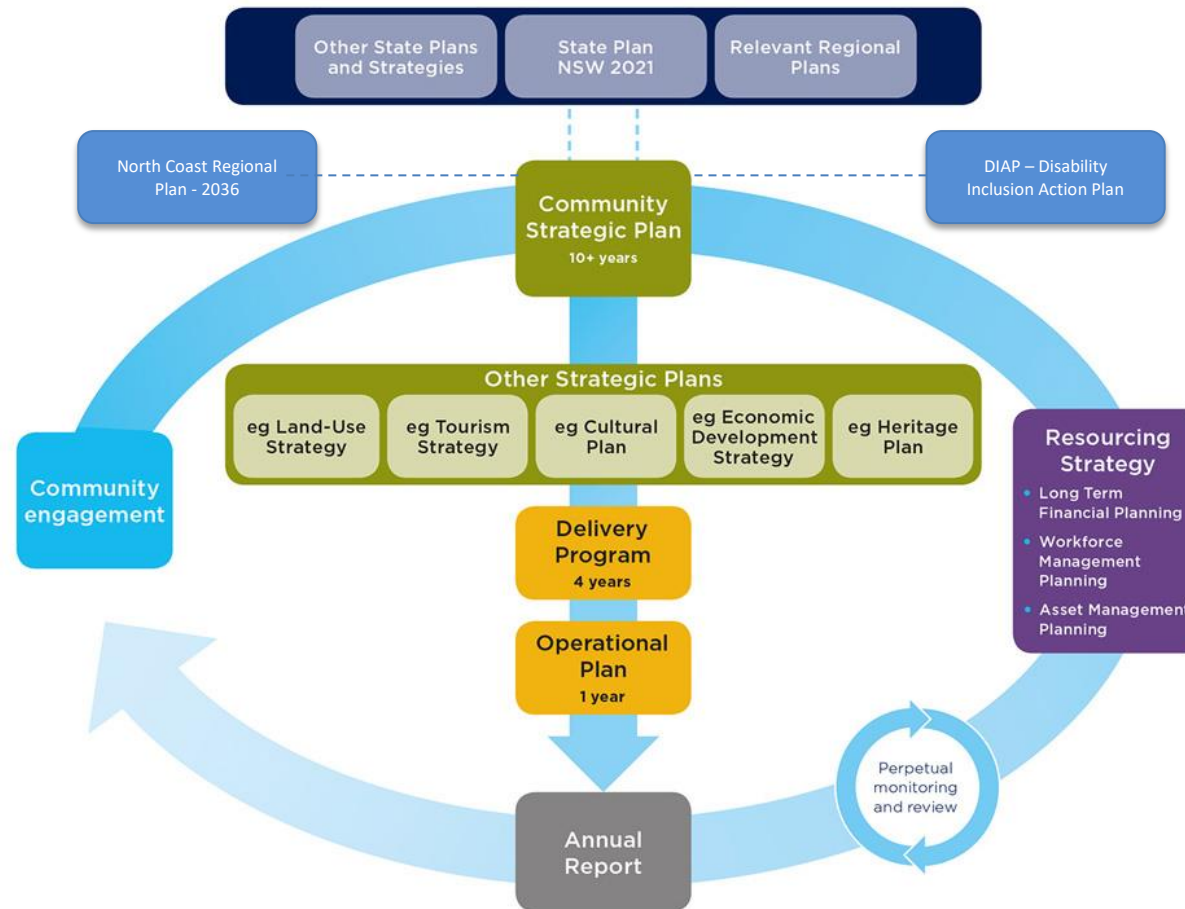 Other State Plans
and Strategies
State Plan
NSW 2021
Relevant Regional
Plans
North Coast Regional
Plan - 2036
DIAP – Disability
Inclusion Action Plan
Community
Strategic Plan
10+ years
Other Strategic Plans
eg Land-Use
Strategy
eg Tourism
Strategy
eg Cultural
Plan
eg Economic
Development
Strategy
eg Heritage
Plan
Community
engagement
Resourcing
Strategy
• Long Term
Financial Planning
• Workforce
Management
Planning
• Asset Management
Planning
Delivery
Program
4 years
Operational
Plan
1 year
Perpetual
monitoring
and review
Annual
Report